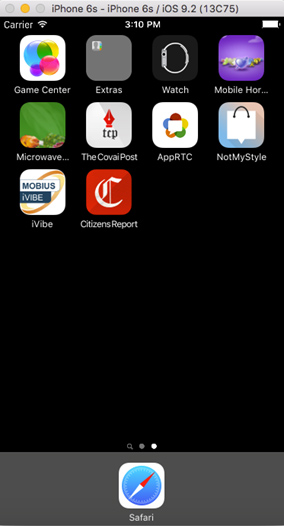 iPhone 6s - iPhone 6s / iOS 9.2 (13C75)
Carrier 3:10 PM
Game Center Extras Watch Mobile Hor...
tcp
Microwave... The Covai Post AppRTC NotMyStyle
MOBIUS
iVIBE
C
iVibe Citizens Report
Safari